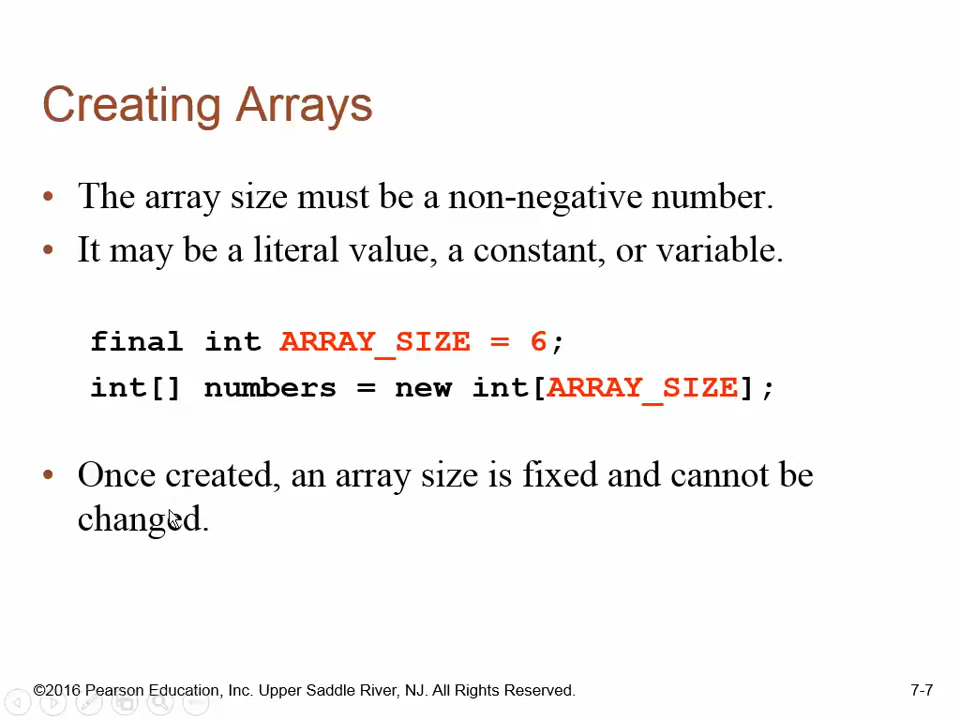 Creating Arrays
• The array size must be a non-negative number.
• It may be a literal value, a constant, or variable.
final int ARRAY_SIZE = 6;
int[] numbers = new int[ARRAY_SIZE];
• Once created, an array size is fixed and cannot be
changed.
©2016 Pearson Education, Inc. Upper Saddle River, NJ. All Rights Reserved.
7-7